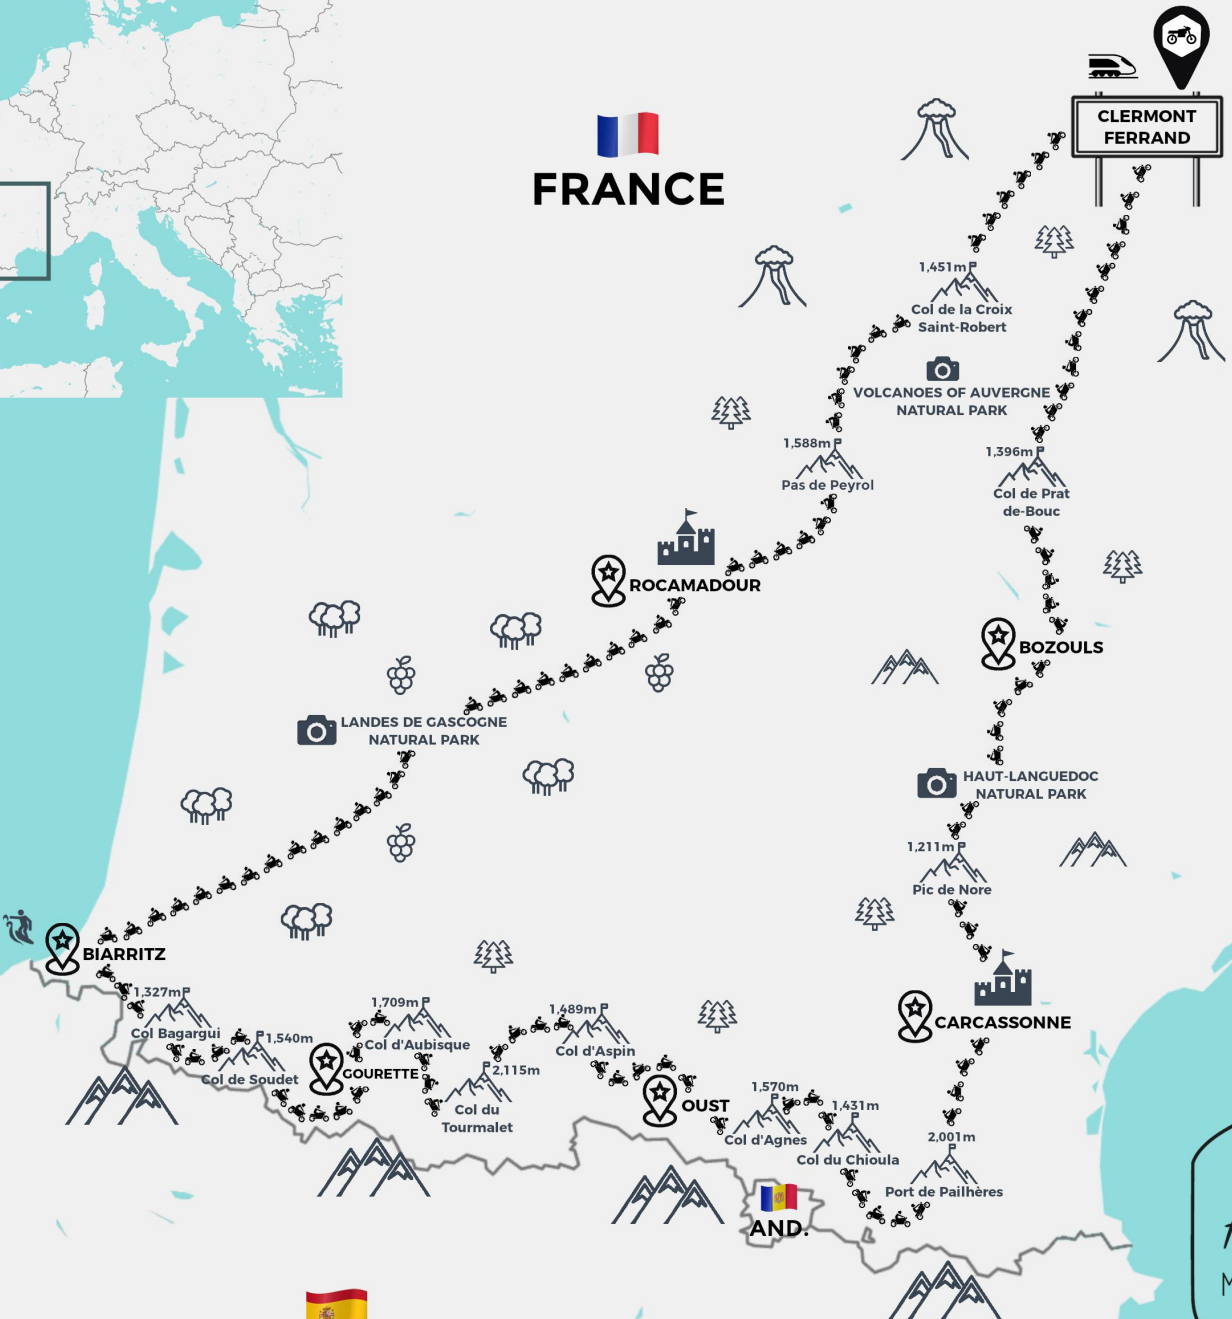 CLERMONT
FERRAND
FRANCE
1,451m
Col de la Croix
Saint-Robert
VOLCANOES OF AUVERGNE
NATURAL PARK
1,588m
Pas de Peyrol
1,396m
Col de Prat
de-Bouc
ROCAMADOUR
BOZOULS
LANDES DE GASCOGNE
NATURAL PARK
HAUT-LANGUEDOC
NATURAL PARK
1,211m
Pic de Nore
BIARRITZ
1,327m
Col Bagargui
1,540m
Col de Soudet
GOURETTE
1,709m
Col d'Aubisque
2,115m
Col du
Tourmalet
1,489m
Col d'Aspin
OUST
CARCASSONNE
1,570m
Col d'Agnes
1,431m
Col du Chioula
2,001m
Port de Pailhères
AND.